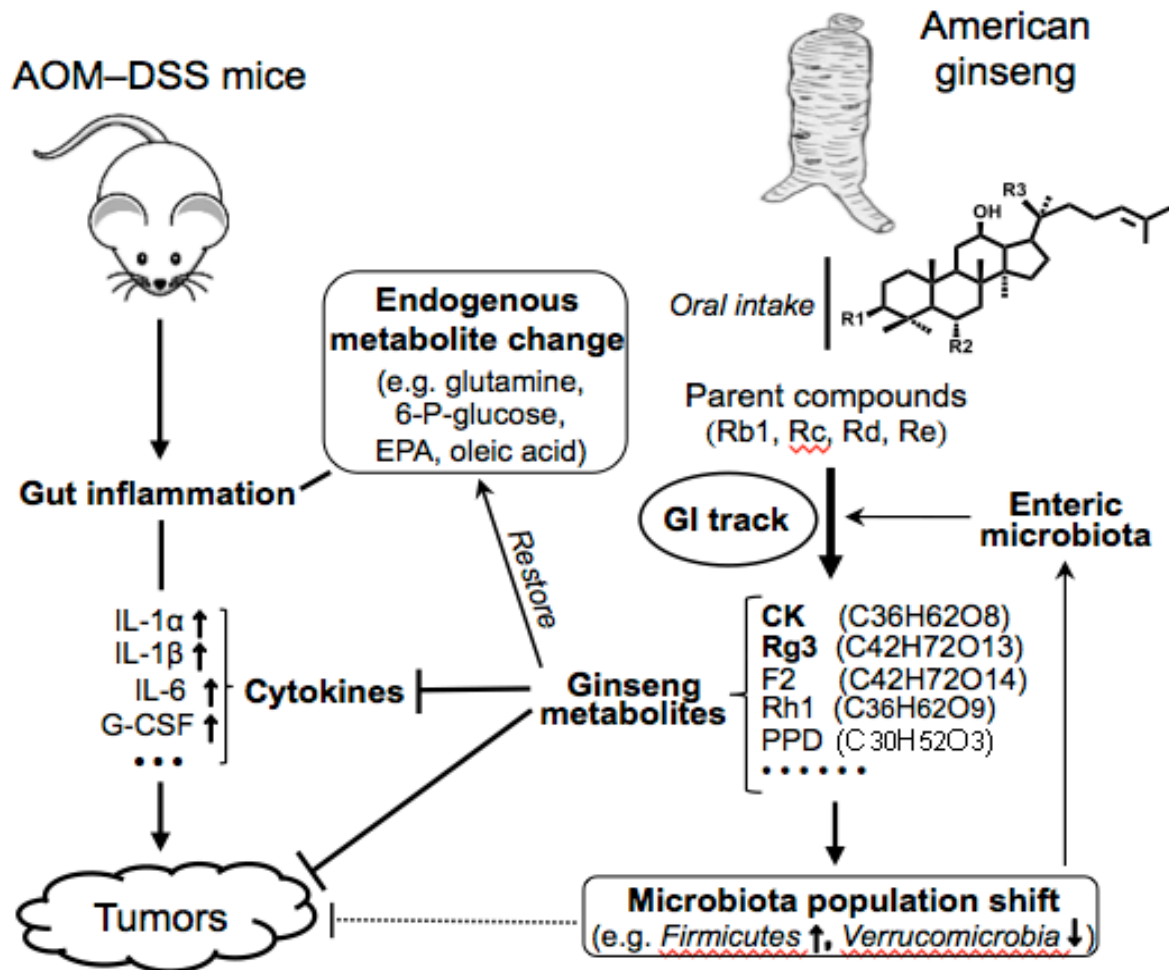 AOM–DSS mice
American
ginseng
R3
OH
R1
R2
Oral intake
Endogenous
metabolite change
(e.g. glutamine,
6-P-glucose,
EPA, oleic acid)
Parent compounds
(Rb1, Rc, Rd, Re)
Gut inflammation
GI track
Enteric
microbiota
Restore
IL-1α ↑
IL-1β ↑
IL-6 ↑
G-CSF ↑
•••
Cytokines
Ginseng
metabolites
CK (C36H62O8)
Rg3 (C42H72O13)
F2 (C42H72O14)
Rh1 (C36H62O9)
PPD (C30H52O3)
••••••
Tumors
Microbiota population shift
(e.g. Firmicutes ↑, Verrucomicrobia ↓)